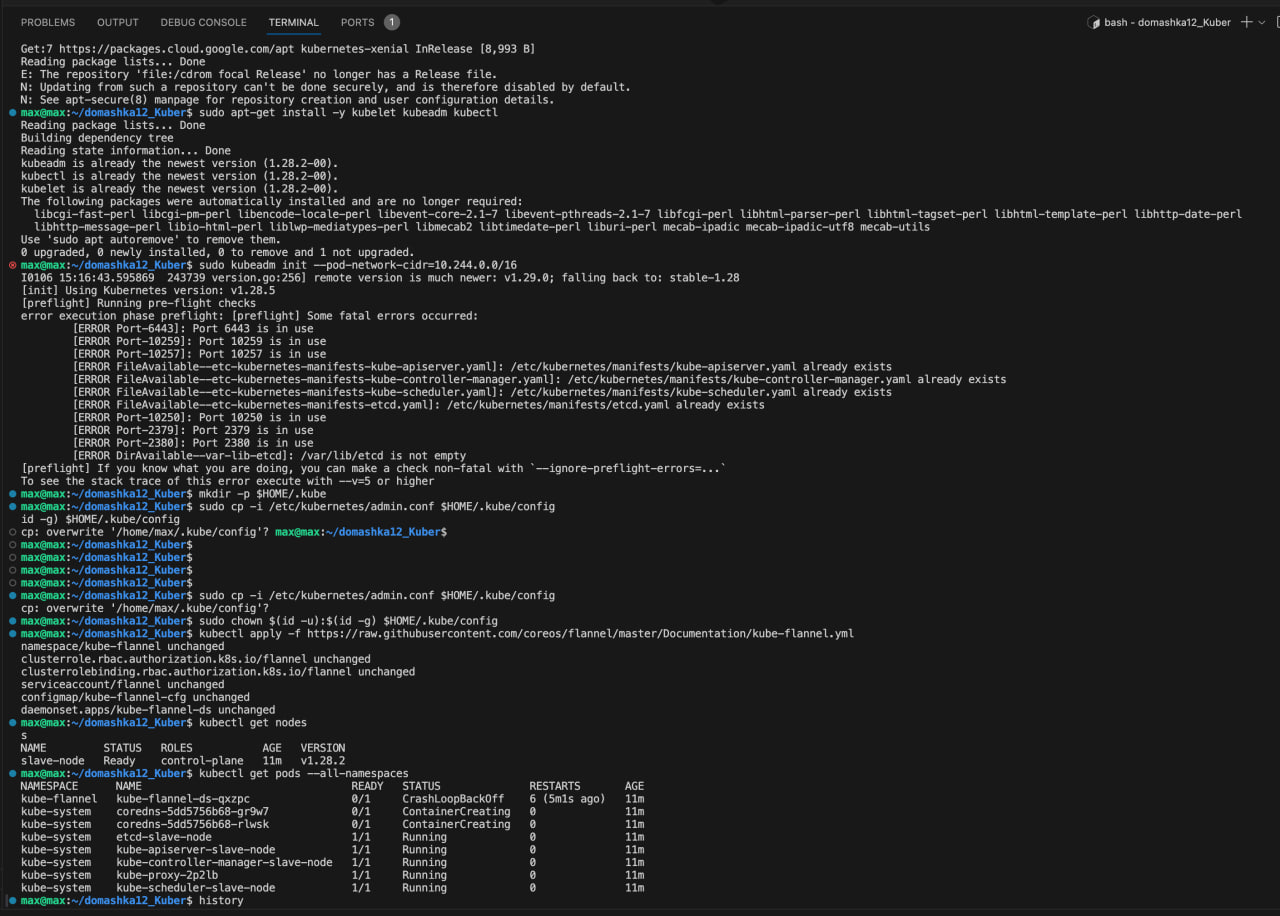 PROBLEMS OUTPUT DEBUG CONSOLE TERMINAL PORTS 1 bash - domashka12_Kuber
Get:7 https://packages.cloud.google.com/apt kubernetes-xenial InRelease [8,993 B]
Reading package lists... Done
E: The repository 'file:/cdrom focal Release' no longer has a Release file.
N: Updating from such a repository can't be done securely, and is therefore disabled by default.
N: See apt-secure(8) manpage for repository creation and user configuration details.
max@max:~/domashka12_Kuber$ sudo apt-get install -y kubelet kubeadm kubectl
Reading package lists... Done
Building dependency tree
Reading state information... Done
kubeadm is already the newest version (1.28.2-00).
kubectl is already the newest version (1.28.2-00).
kubelet is already the newest version (1.28.2-00).
The following packages were automatically installed and are no longer required:
  libcgi-fast-perl libcgi-pm-perl libencode-locale-perl libevent-core-2.1-7 libevent-pthreads-2.1-7 libfcgi-perl libhtml-parser-perl libhtml-tagset-perl libhtml-template-perl libhttp-date-perl
  libhttp-message-perl libio-html-perl liblwp-mediatypes-perl libmecab2 libtimedate-perl liburi-perl mecab-ipadic mecab-ipadic-utf8 mecab-utils
Use 'sudo apt autoremove' to remove them.
0 upgraded, 0 newly installed, 0 to remove and 1 not upgraded.
max@max:~/domashka12_Kuber$ sudo kubeadm init --pod-network-cidr=10.244.0.0/16
I0106 15:16:43.595869  243739 version.go:256] remote version is much newer: v1.29.0; falling back to: stable-1.28
[init] Using Kubernetes version: v1.28.5
[preflight] Running pre-flight checks
error execution phase preflight: [preflight] Some fatal errors occurred:
        [ERROR Port-6443]: Port 6443 is in use
        [ERROR Port-10259]: Port 10259 is in use
        [ERROR Port-10257]: Port 10257 is in use
        [ERROR FileAvailable--etc-kubernetes-manifests-kube-apiserver.yaml]: /etc/kubernetes/manifests/kube-apiserver.yaml already exists
        [ERROR FileAvailable--etc-kubernetes-manifests-kube-controller-manager.yaml]: /etc/kubernetes/manifests/kube-controller-manager.yaml already exists
        [ERROR FileAvailable--etc-kubernetes-manifests-kube-scheduler.yaml]: /etc/kubernetes/manifests/kube-scheduler.yaml already exists
        [ERROR FileAvailable--etc-kubernetes-manifests-etcd.yaml]: /etc/kubernetes/manifests/etcd.yaml already exists
        [ERROR Port-10250]: Port 10250 is in use
        [ERROR Port-2379]: Port 2379 is in use
        [ERROR Port-2380]: Port 2380 is in use
        [ERROR DirAvailable--var-lib-etcd]: /var/lib/etcd is not empty
[preflight] If you know what you are doing, you can make a check non-fatal with `--ignore-preflight-errors=...`
To see the stack trace of this error execute with --v=5 or higher
max@max:~/domashka12_Kuber$ mkdir -p $HOME/.kube
max@max:~/domashka12_Kuber$ sudo cp -i /etc/kubernetes/admin.conf $HOME/.kube/config
id -g) $HOME/.kube/config
cp: overwrite '/home/max/.kube/config'? max@max:~/domashka12_Kuber$
max@max:~/domashka12_Kuber$
max@max:~/domashka12_Kuber$
max@max:~/domashka12_Kuber$
max@max:~/domashka12_Kuber$
max@max:~/domashka12_Kuber$ sudo cp -i /etc/kubernetes/admin.conf $HOME/.kube/config
cp: overwrite '/home/max/.kube/config'?
max@max:~/domashka12_Kuber$ sudo chown $(id -u):$(id -g) $HOME/.kube/config
max@max:~/domashka12_Kuber$ kubectl apply -f https://raw.githubusercontent.com/coreos/flannel/master/Documentation/kube-flannel.yml
namespace/kube-flannel unchanged
clusterrole.rbac.authorization.k8s.io/flannel unchanged
clusterrolebinding.rbac.authorization.k8s.io/flannel unchanged
serviceaccount/flannel unchanged
configmap/kube-flannel-cfg unchanged
daemonset.apps/kube-flannel-ds unchanged
max@max:~/domashka12_Kuber$ kubectl get nodes
s
NAME         STATUS   ROLES           AGE   VERSION
slave-node   Ready    control-plane   11m   v1.28.2
max@max:~/domashka12_Kuber$ kubectl get pods --all-namespaces
NAMESPACE      NAME                                 READY   STATUS              RESTARTS       AGE
kube-flannel   kube-flannel-ds-qxzpc                0/1     CrashLoopBackOff    6 (5m1s ago)   11m
kube-system    coredns-5dd5756b68-gr9w7             0/1     ContainerCreating   0              11m
kube-system    coredns-5dd5756b68-rlwsk             0/1     ContainerCreating   0              11m
kube-system    etcd-slave-node                      1/1     Running             0              11m
kube-system    kube-apiserver-slave-node            1/1     Running             0              11m
kube-system    kube-controller-manager-slave-node   1/1     Running             0              11m
kube-system    kube-proxy-2p2lb                     1/1     Running             0              11m
kube-system    kube-scheduler-slave-node            1/1     Running             0              11m
max@max:~/domashka12_Kuber$ history